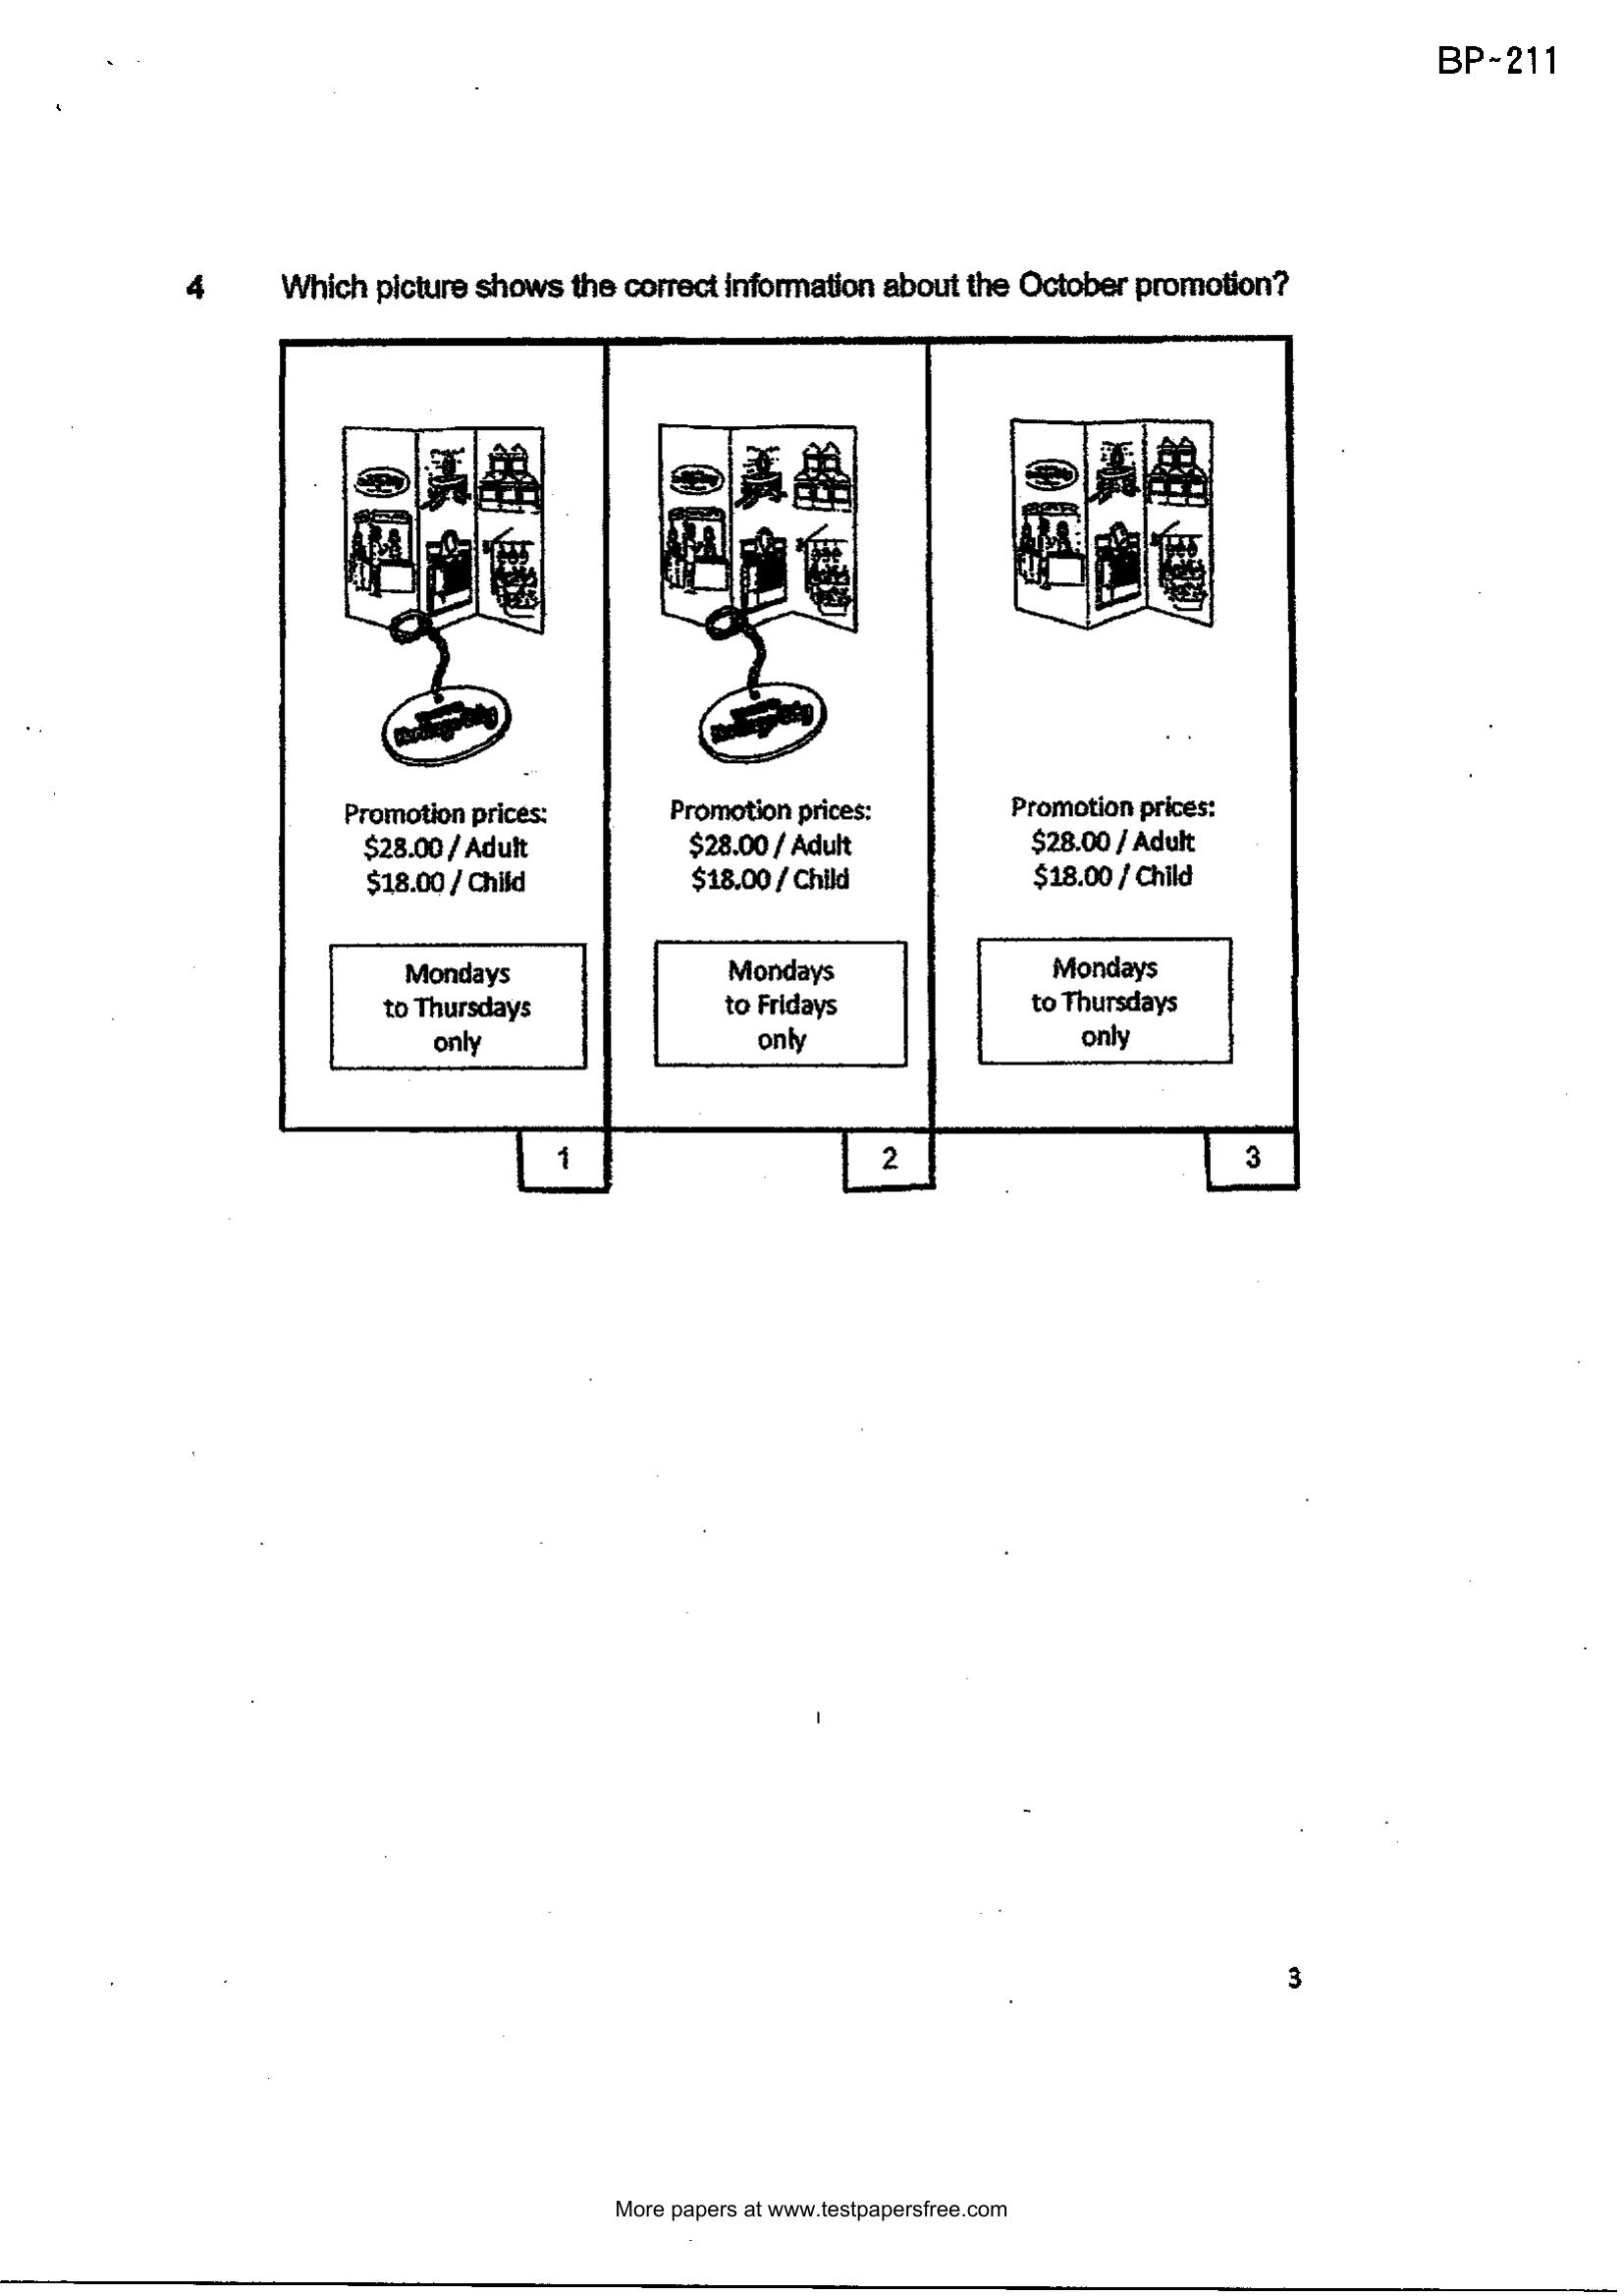 BP~211
4 Which picture shows the correct information about the October promotion?
Promotion prices:
$28.00 / Adult
$18.00 / Child
Mondays
to Thursdays
only
1
Promotion prices:
$28.00 / Adult
$18.00 / Child
Mondays
to Fridays
only
2
Promotion prices:
$28.00 / Adult
$18.00 / Child
Mondays
to Thursdays
only
3
3
More papers at www.testpapersfree.com